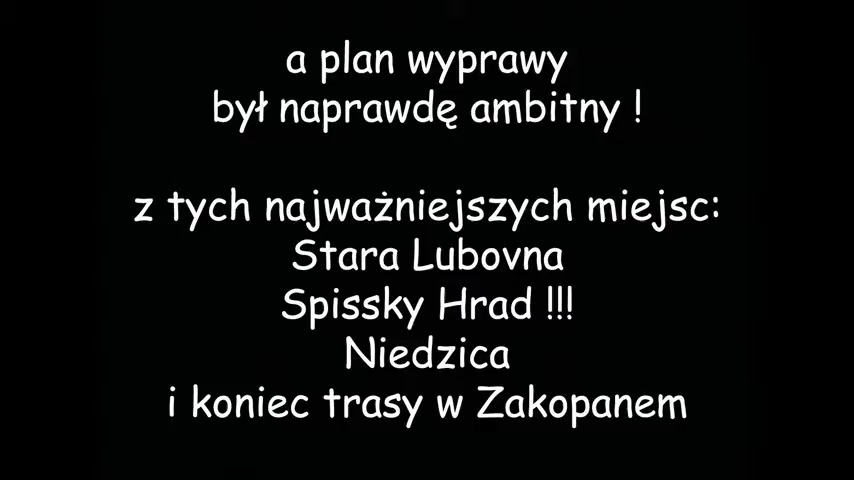 a plan wyprawy
był naprawdę ambitny !
z tych najważniejszych miejsc:
Stara Lubovna
Spissky Hrad !!!
Niedzica
i koniec trasy w Zakopanem